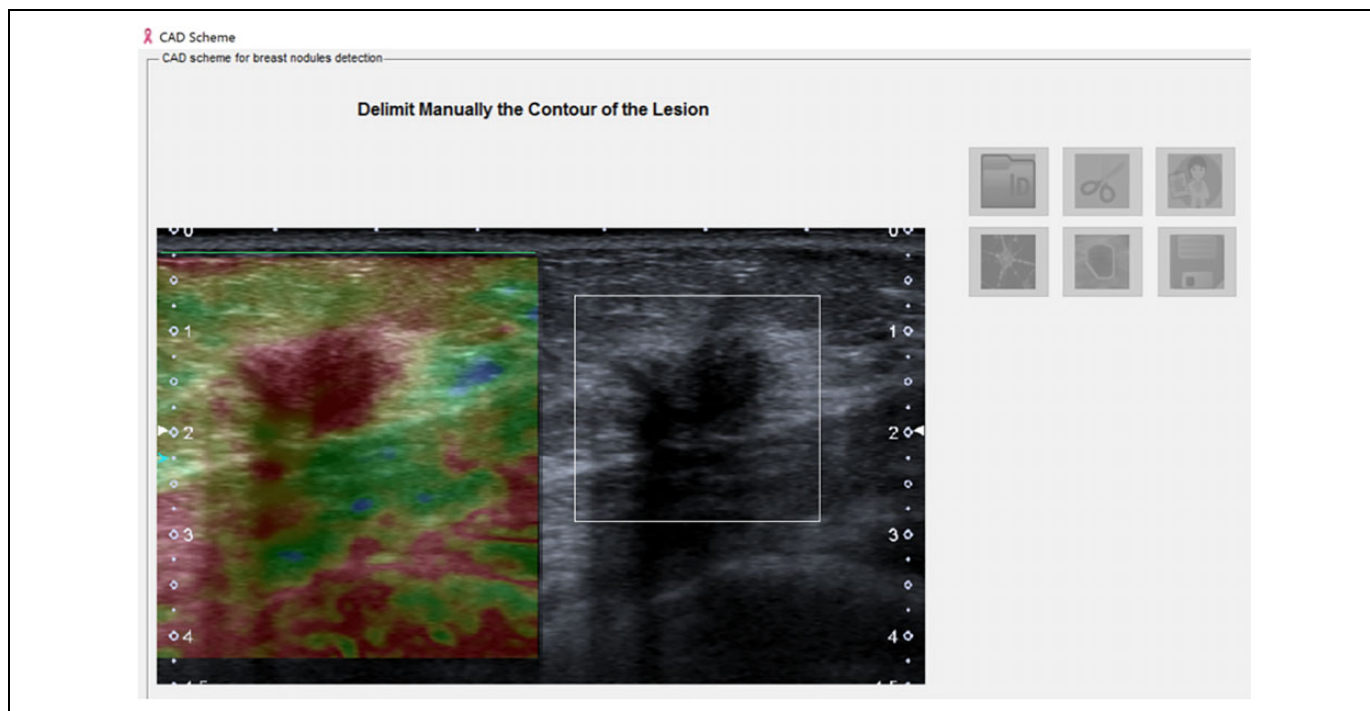 CAD Scheme
CAD scheme for breast nodules detection
Delimit Manually the Contour of the Lesion
ID
0 0
1 1
2 2
3 3
4 4